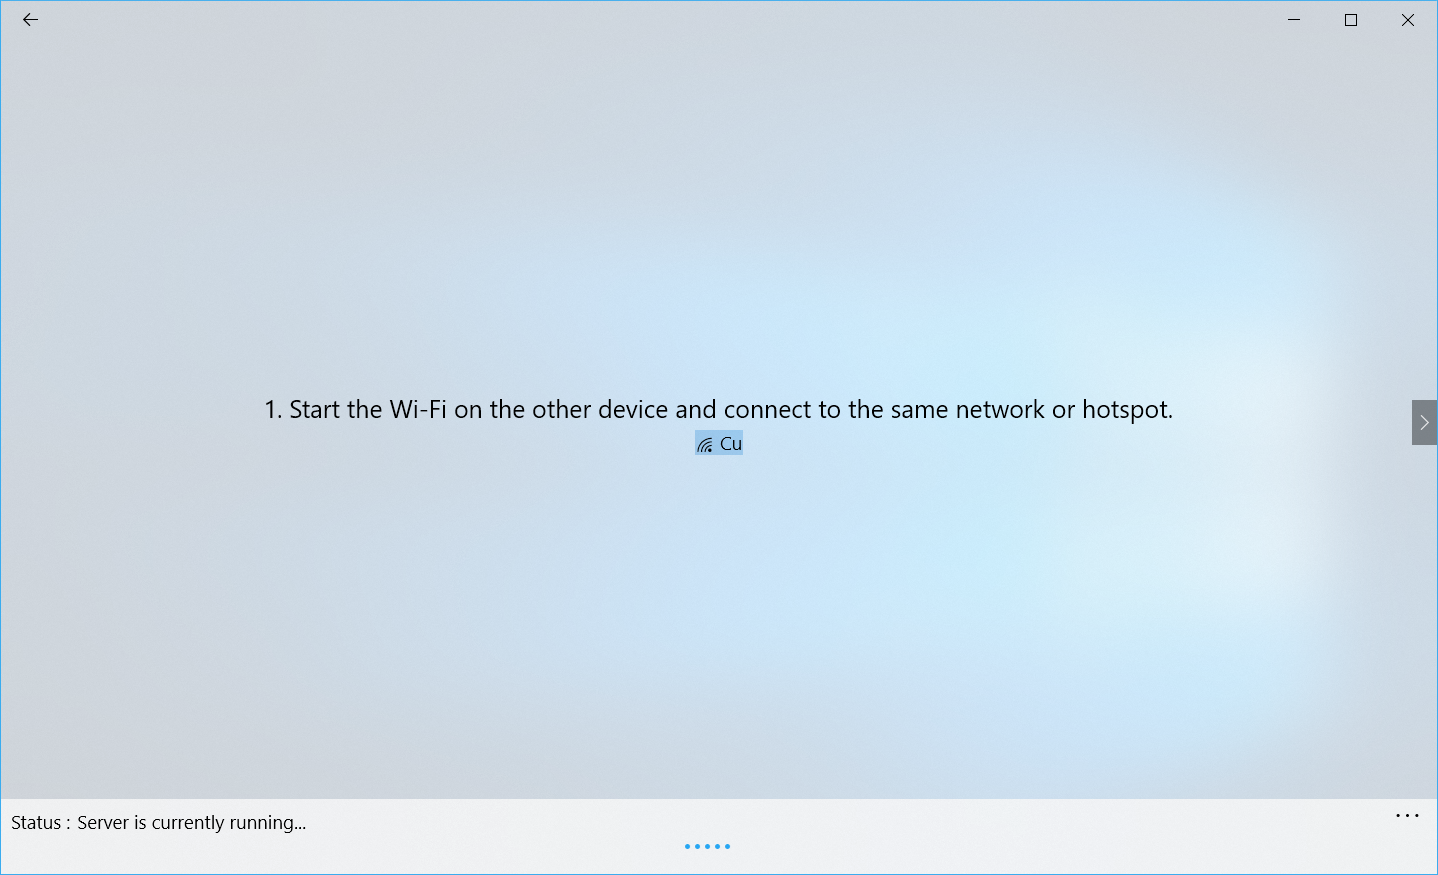 1. Start the Wi-Fi on the other device and connect to the same network or hotspot.
Cu
Status : Server is currently running...